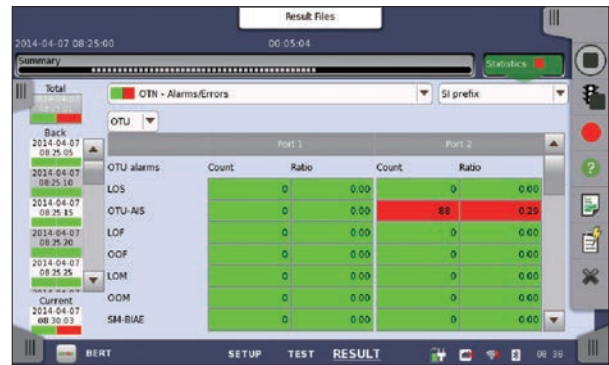 Result Files
2014-04-07 08:25:00 00:05:04
Summary Statistics
Total OTN - Alarms/Errors SI prefix
OTU
Back
Port 1 Port 2
2014-04-07
08:25 05
OTU alarms Count Ratio Count Ratio
2014-04-07
08:25 10
LOS 0 0.00 0 0.00
2014-04-07
08:25 15
OTU-AIS 0 0.00 88 0.29
2014-04-07
08:25 20
LOF 0 0.00 0 0.00
OOF 0 0.00 0 0.00
2014-04-07
08:25 25
LOM 0 0.00 0 0.00
Current
OOM 0 0.00 0 0.00
2014-04-07
08 30 03
SM-BIAE 0 0.00 0 0.00
BERT SETUP TEST RESULT